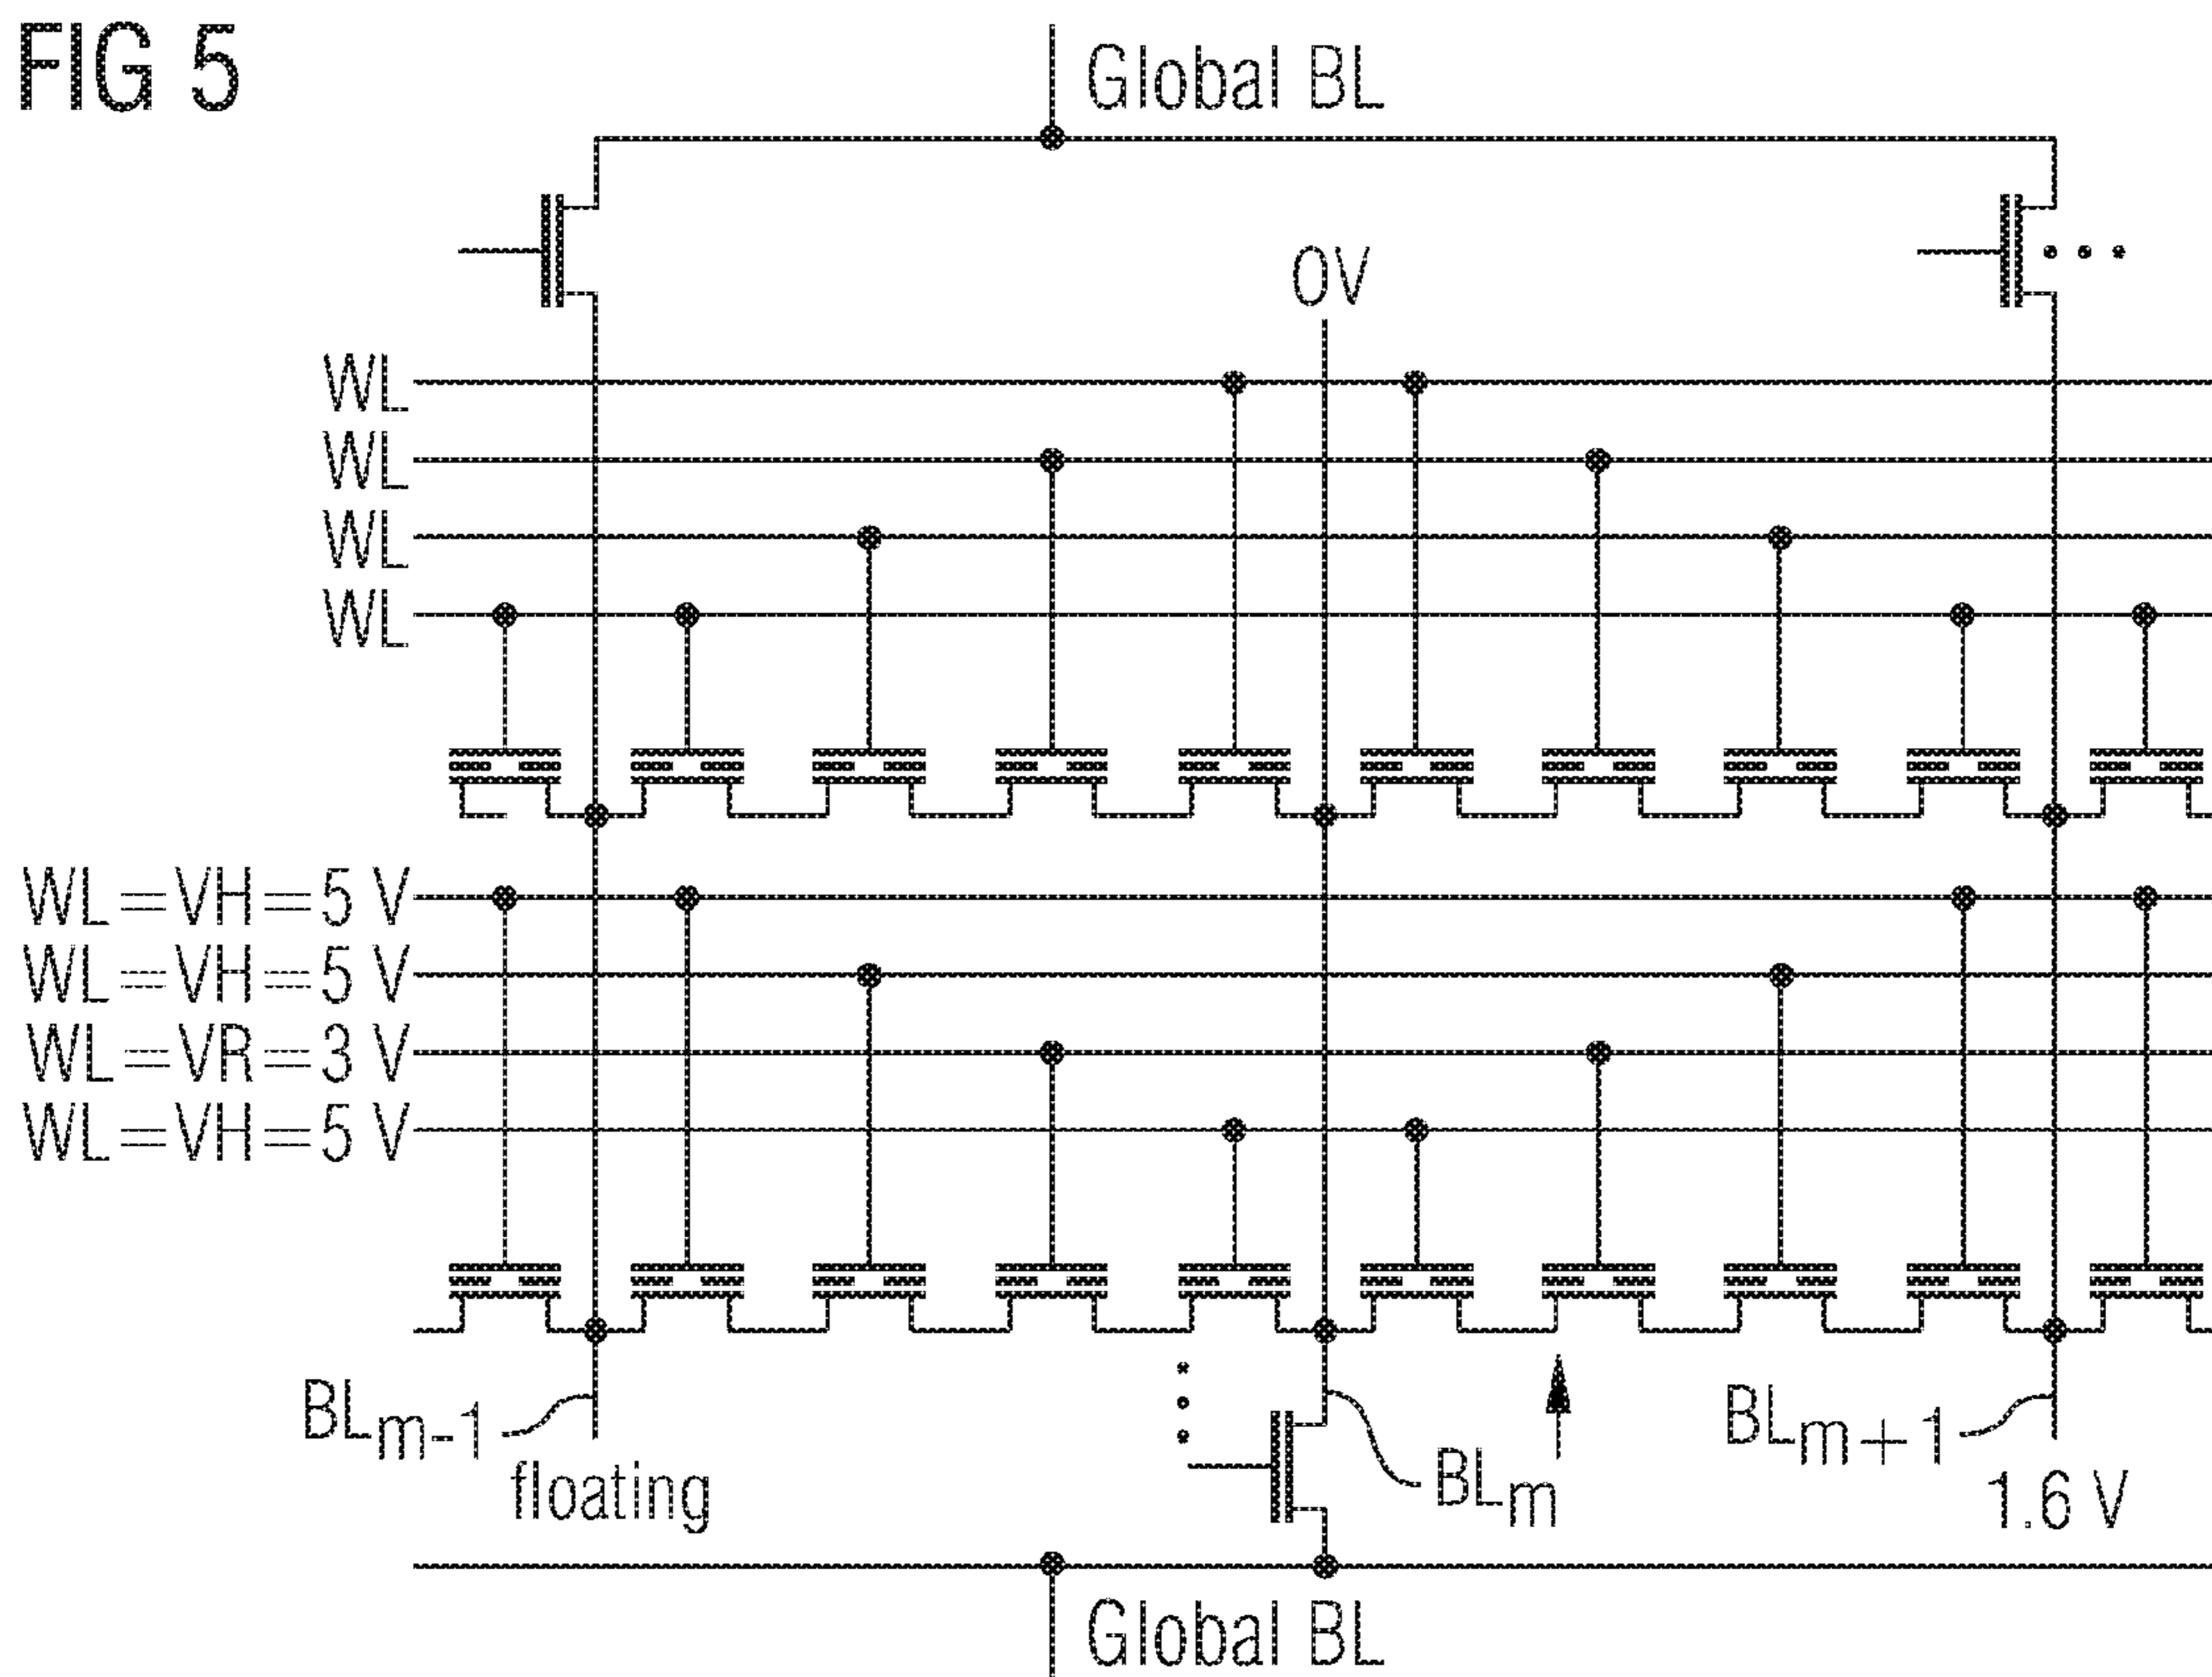 FIG 5
Global BL
0V
WL
WL
WL
WL
WL=VH=5 V
WL=VH=5 V
WL=VR=3 V
WL=VH=5 V
BLm-1
floating
BLm
BLm+1
1.6 V
Global BL